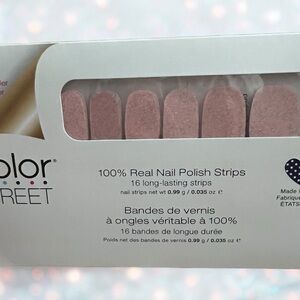 olor
REET
100% Real Nail Polish Strips
16 long-lasting strips
nail strips net wt 0.99 g / 0.035 oz ℮
Bandes de vernis
à ongles véritable à 100%
16 bandes de longue durée
Poids net des bandes de vernis 0.99 g / 0.035 oz ℮
Made
Fabriqué
ÉTATS